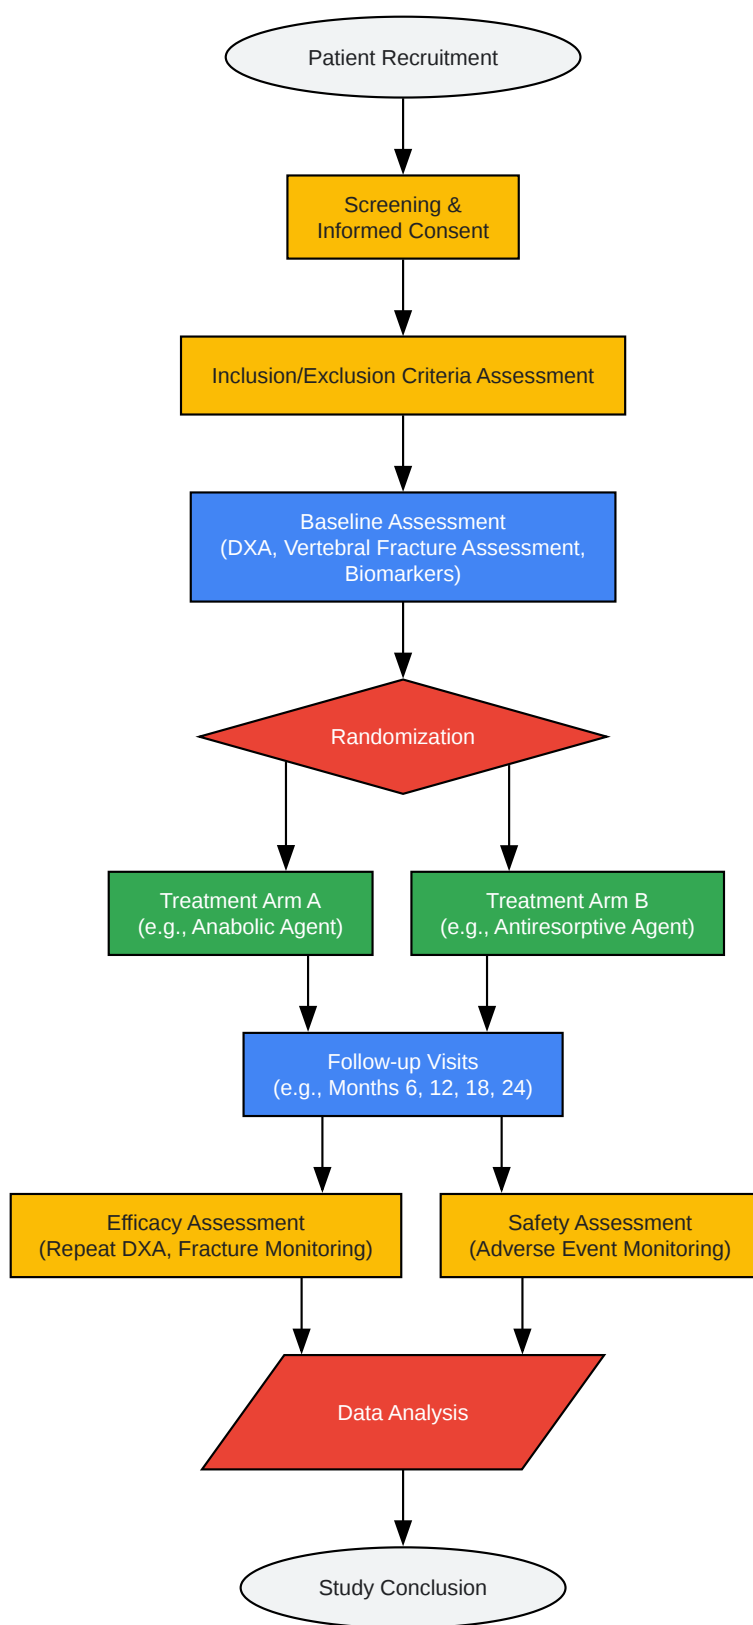 Patient Recruitment
Screening &
Informed Consent
Inclusion/Exclusion Criteria Assessment
Baseline Assessment
(DXA, Vertebral Fracture Assessment,
Biomarkers)
Randomization
Treatment Arm A
(e.g., Anabolic Agent)
Treatment Arm B
(e.g., Antiresorptive Agent)
Follow-up Visits
(e.g., Months 6, 12, 18, 24)
Efficacy Assessment
(Repeat DXA, Fracture Monitoring)
Safety Assessment
(Adverse Event Monitoring)
Data Analysis
Study Conclusion